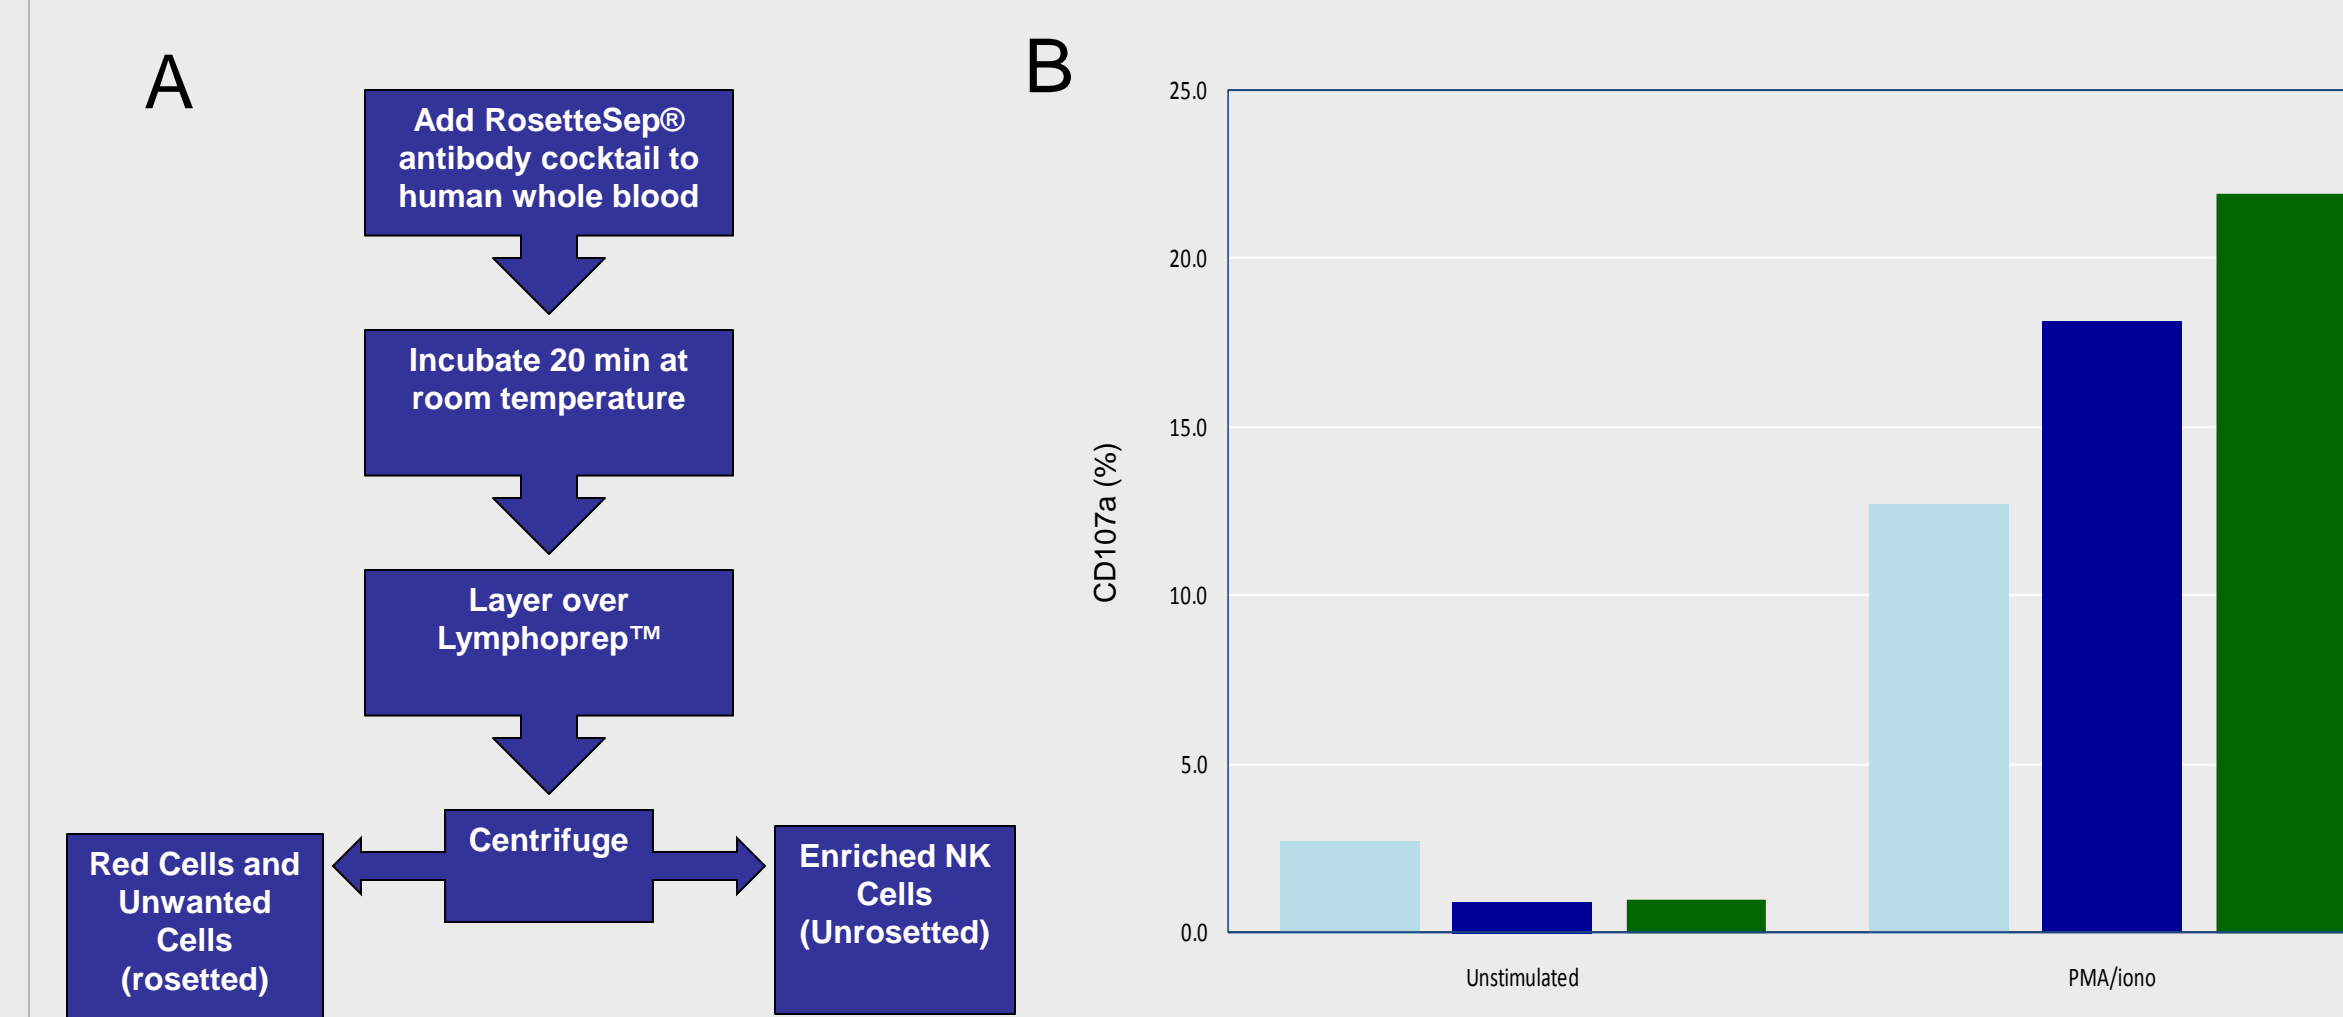 A
Add RosetteSep®
antibody cocktail to
human whole blood
Incubate 20 min at
room temperature
Layer over
Lymphoprep™
Centrifuge
Red Cells and
Unwanted
Cells
(rosetted)
Enriched NK
Cells
(Unrosetted)
B
CD107a (%)
25.0
20.0
15.0
10.0
5.0
0.0
Unstimulated
PMA/iono